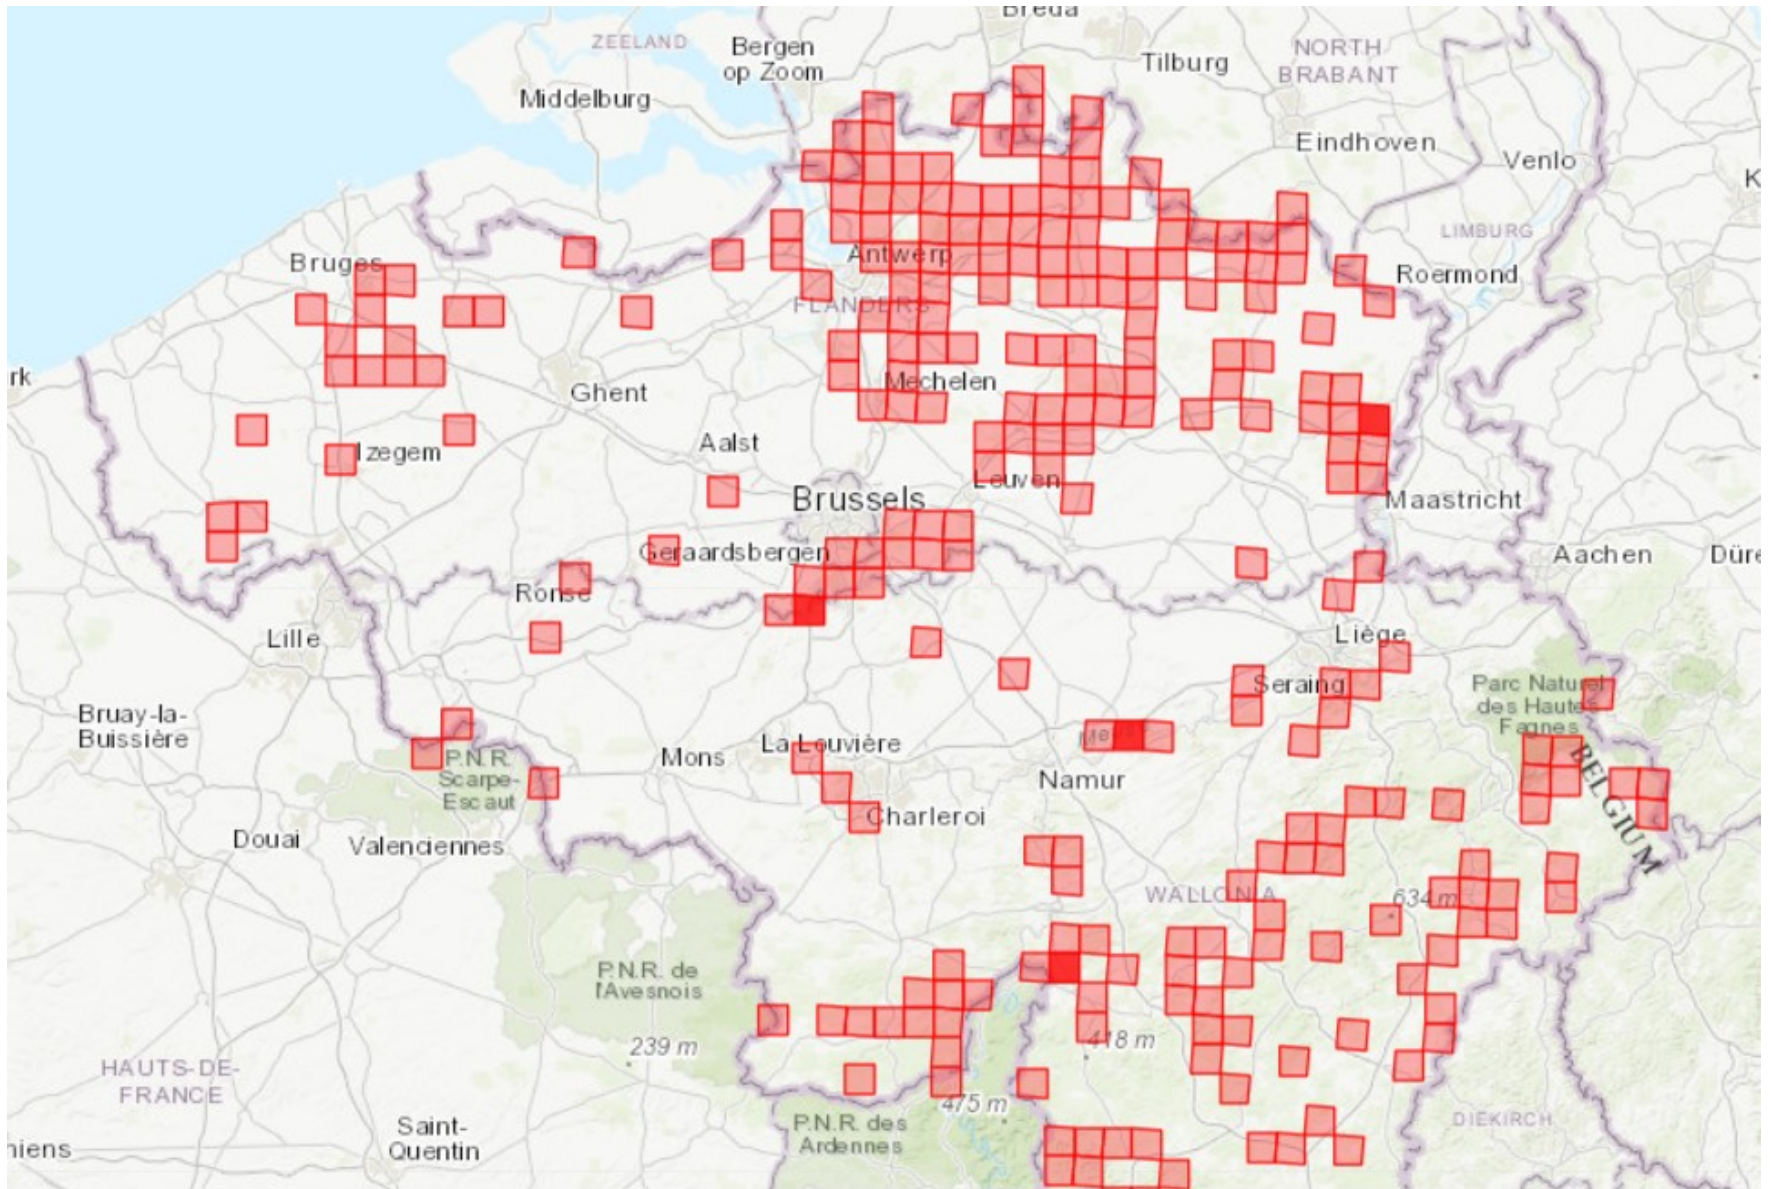 Breda
ZEELAND
Bergen
op Zoom
Tilburg
NORTH
BRABANT
Middelburg
Eindhoven
Venlo
K
LIMBURG
Bruges
Antwerp
Roermond
FLANDERS
rk
Ghent
Mechelen
Aalst
Izegem
Leuven
Brussels
Maastricht
Geraardsbergen
Aachen
Düre
Ronse
Lille
Liège
Seraing
Parc Naturel
des Hautes
Fagnes
Bruay-la-
Buissière
La Louvière
Mons
P.N.R.
Scarpe-
Escaut
Namur
BELGIUM
Charleroi
Douai
Valenciennes
WALLONIA
634 m
P.N.R. de
l'Avesnois
239 m
418 m
HAUTS-DE-
FRANCE
475 m
P.N.R. des
Ardennes
DIEKIRCH
Saint-
Quentin
niens